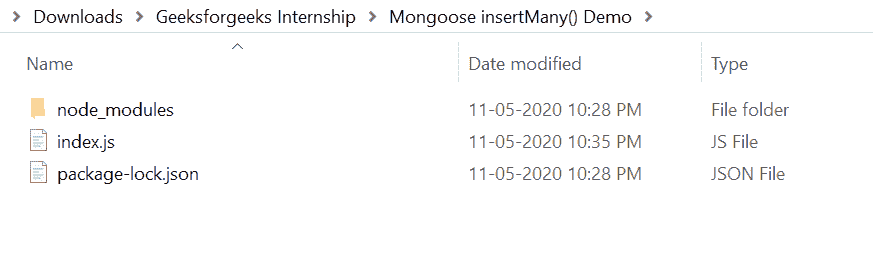 Downloads > Geeksforgeeks Internship > Mongoose insertMany() Demo >
Name Date modified Type
node_modules 11-05-2020 10:28 PM File folder
index.js 11-05-2020 10:35 PM JS File
package-lock.json 11-05-2020 10:28 PM JSON File